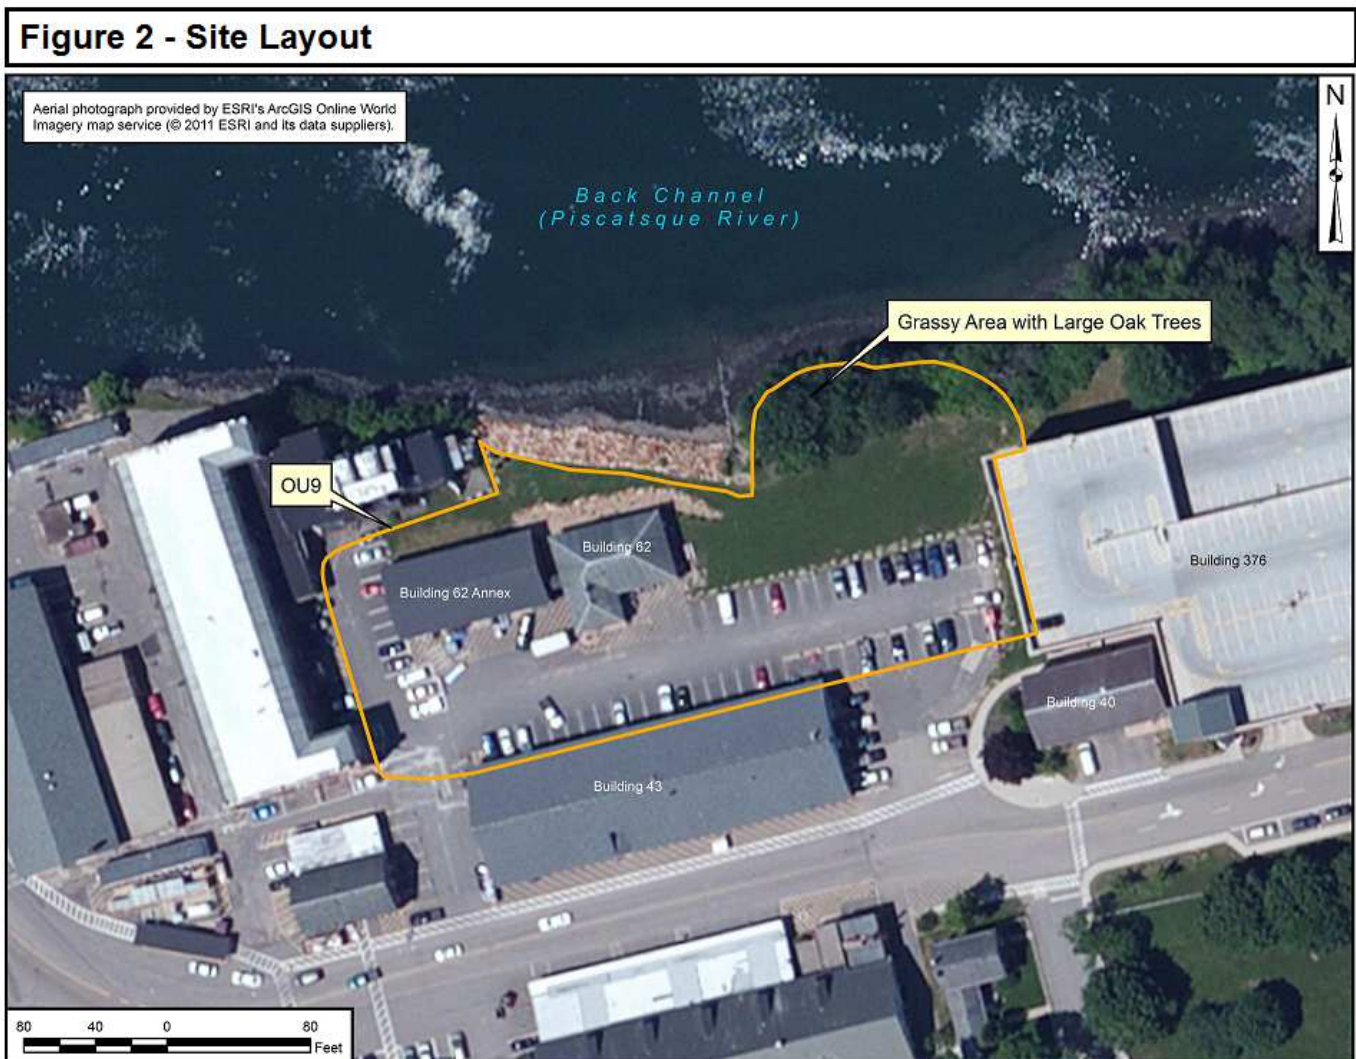 Figure 2 - Site Layout
Aerial photograph provided by ESRI's ArcGIS Online World
Imagery map service (© 2011 ESRI and its data suppliers).
N
Back Channel
(Piscatsque River)
Grassy Area with Large Oak Trees
OU9
Building 62
Building 62 Annex
Building 376
Building 40
Building 43
80 40 0 80
Feet